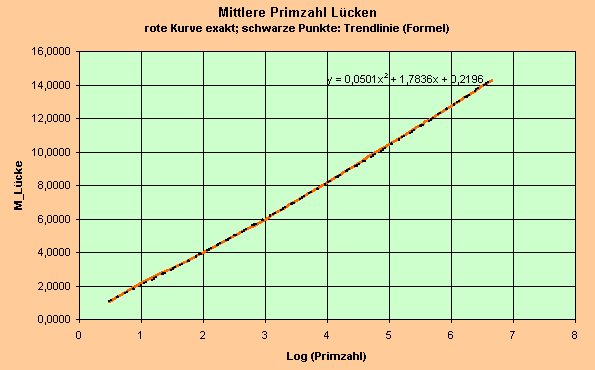 Mittlere Primzahl Lücken
rote Kurve exakt; schwarze Punkte: Trendlinie (Formel)
16,0000
14,0000
y = 0,0501x² + 1,7836x + 0,2196
12,0000
10,0000
8,0000
6,0000
4,0000
2,0000
0,0000
M_Lücke
0 1 2 3 4 5 6 7 8
Log (Primzahl)